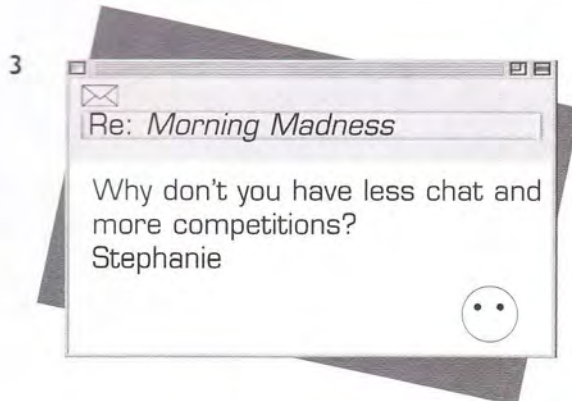 3
Re: Morning Madness
Why don't you have less chat and
more competitions?
Stephanie